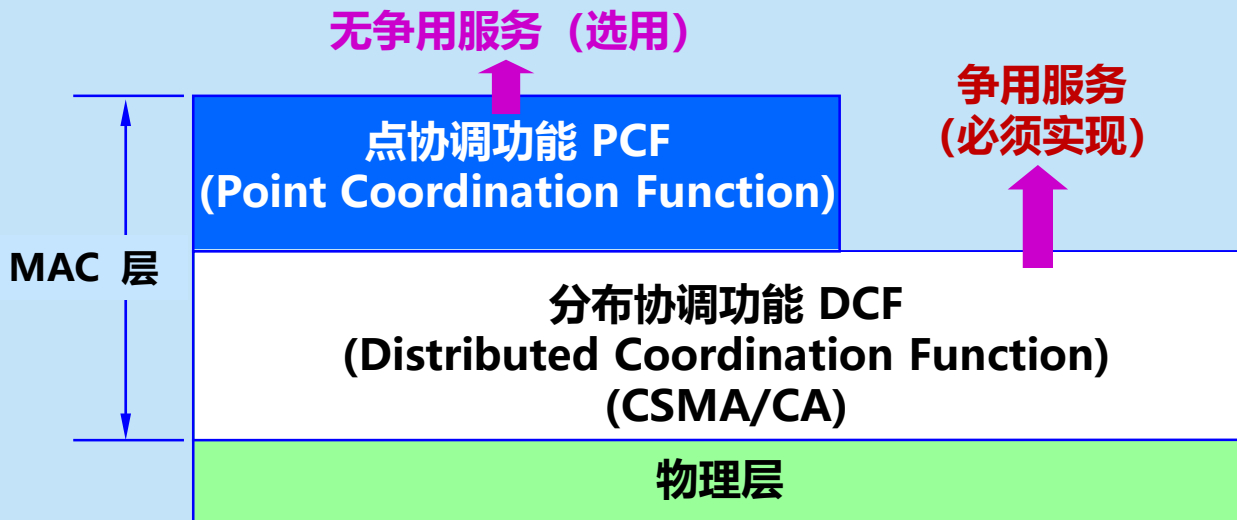 无争用服务（选用）
争用服务
(必须实现)
点协调功能 PCF
(Point Coordination Function)
MAC 层
分布协调功能 DCF
(Distributed Coordination Function)
(CSMA/CA)
物理层